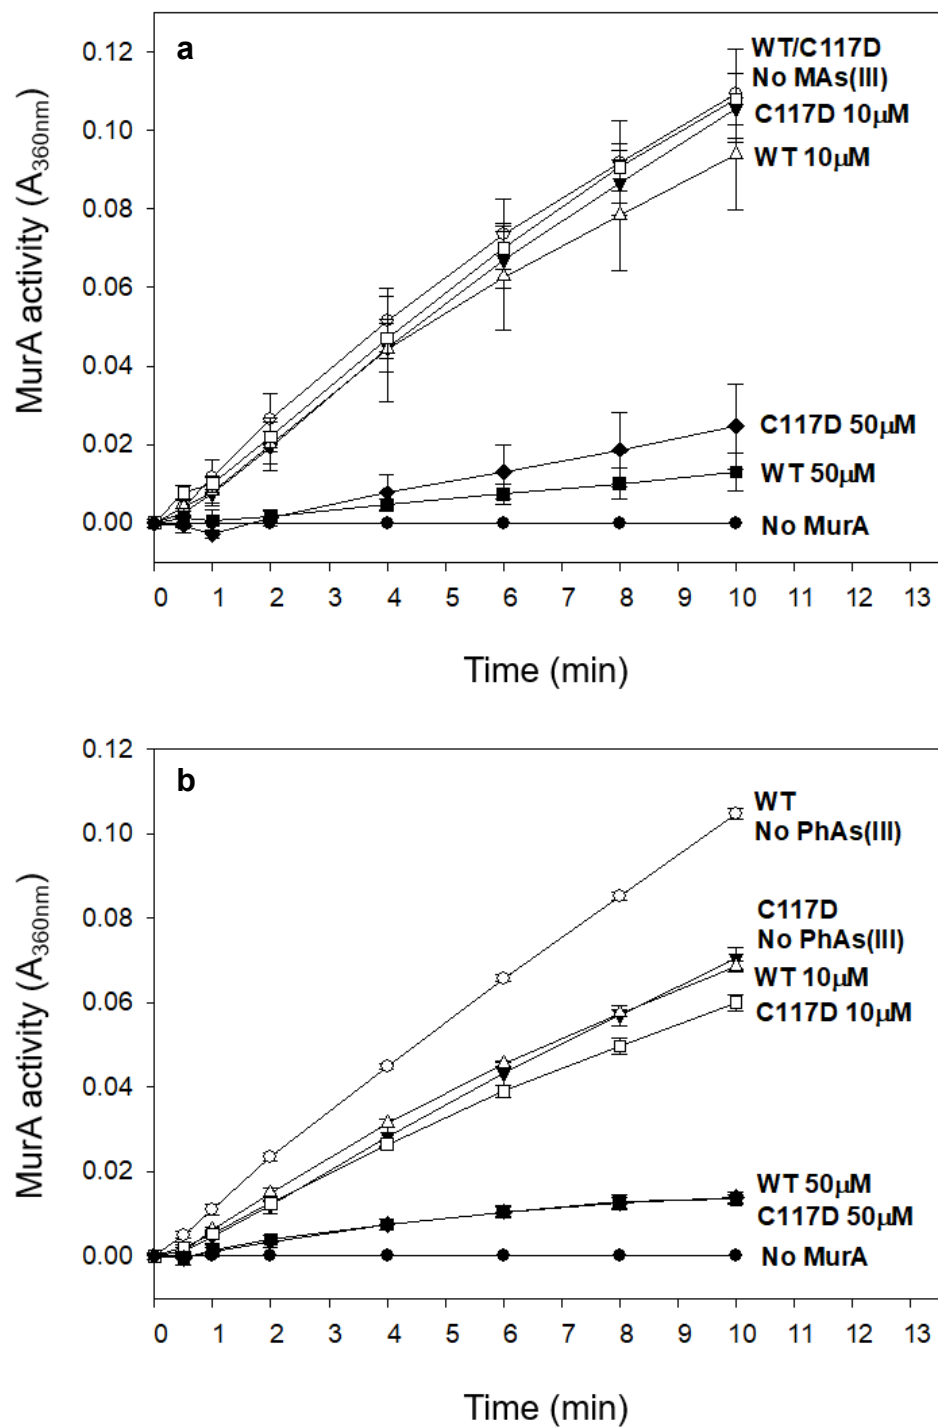 a
MurA activity (A360nm)
0.12
0.10
0.08
0.06
0.04
0.02
0.00
WT/C117D
No MAs(III)
C117D 10μM
WT 10μM
C117D 50μM
WT 50μM
No MurA
0 1 2 4 6 7 8 9 10 11 12 13
Time (min)
b
MurA activity (A360nm)
0.12
0.10
0.08
0.06
0.04
0.02
0.00
WT
No PhAs(III)
C117D
No PhAs(III)
WT 10μM
C117D 10μM
WT 50μM
C117D 50μM
No MurA
0 1 2 4 5 6 7 8 9 10 11 12 13
Time (min)